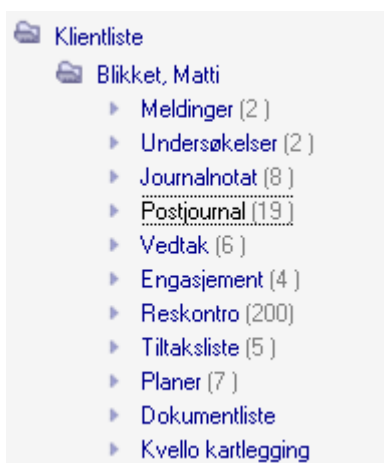 Klientliste
Blikket, Matti
Meldinger (2 )
Undersøkelser (2 )
Journalnotat (8 )
Postjournal (19 )
Vedtak (6 )
Engasjement (4 )
Reskontro (200)
Tiltaksliste (5 )
Planer (7 )
Dokumentliste
Kvello kartlegging